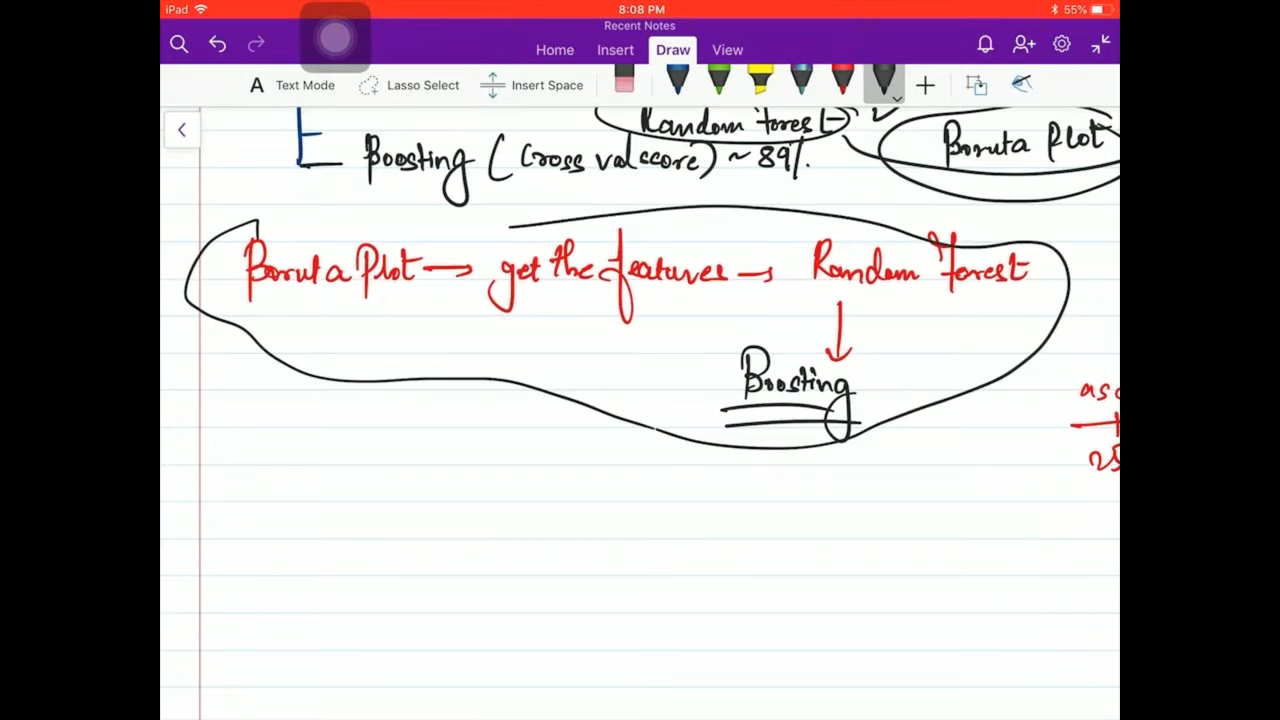 iPad 8:08 PM 55%
Recent Notes
Home Insert Draw View
A Text Mode Lasso Select Insert Space
Random forest
Boruta Plot
Boosting (Cross val score) ~ 89%.
Boruta Plot → get the features → Random forest
Boosting
25